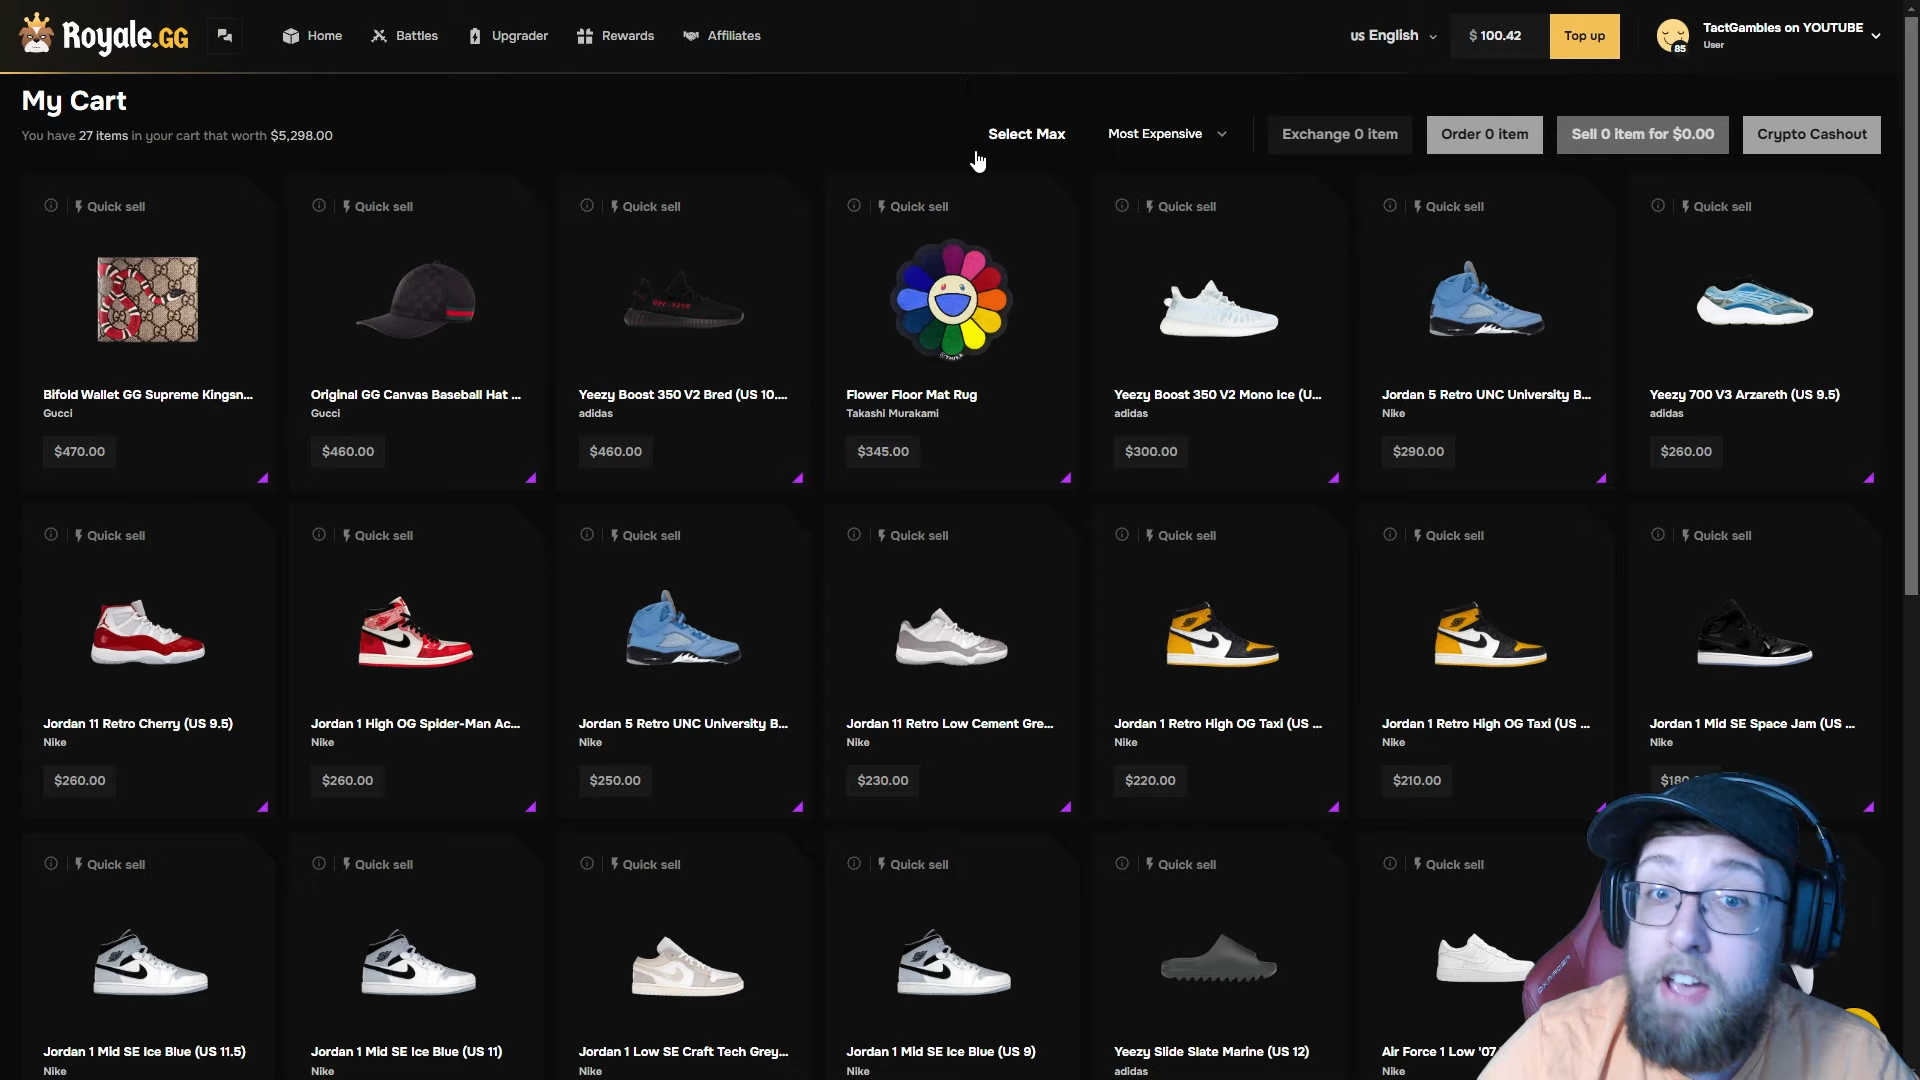 Royale.GG
Home
Battles
Upgrader
Rewards
Affiliates
us English
$ 100.42
Top up
85
TactGambles on YOUTUBE
User
My Cart
You have 27 items in your cart that worth $5,298.00
Select Max
Most Expensive
Exchange 0 item
Order 0 item
Sell 0 item for $0.00
Crypto Cashout
Quick sell
Quick sell
Quick sell
Quick sell
Quick sell
Quick sell
Quick sell
Bifold Wallet GG Supreme Kingsn...
Gucci
$470.00
Original GG Canvas Baseball Hat ...
Gucci
$460.00
Yeezy Boost 350 V2 Bred (US 10....
adidas
$460.00
Flower Floor Mat Rug
Takashi Murakami
$345.00
Yeezy Boost 350 V2 Mono Ice (U...
adidas
$300.00
Jordan 5 Retro UNC University B...
Nike
$290.00
Yeezy 700 V3 Arzareth (US 9.5)
adidas
$260.00
Quick sell
Quick sell
Quick sell
Quick sell
Quick sell
Quick sell
Quick sell
Jordan 11 Retro Cherry (US 9.5)
Nike
$260.00
Jordan 1 High OG Spider-Man Ac...
Nike
$260.00
Jordan 5 Retro UNC University B...
Nike
$250.00
Jordan 11 Retro Low Cement Gre...
Nike
$230.00
Jordan 1 Retro High OG Taxi (US ...
Nike
$220.00
Jordan 1 Retro High OG Taxi (US ...
Nike
$210.00
Jordan 1 Mid SE Space Jam (US ...
Nike
$180
Quick sell
Quick sell
Quick sell
Quick sell
Quick sell
Quick sell
Jordan 1 Mid SE Ice Blue (US 11.5)
Nike
Jordan 1 Mid SE Ice Blue (US 11)
Nike
Jordan 1 Low SE Craft Tech Grey...
Nike
Jordan 1 Mid SE Ice Blue (US 9)
Nike
Yeezy Slide Slate Marine (US 12)
adidas
Air Force 1 Low '07
Nike